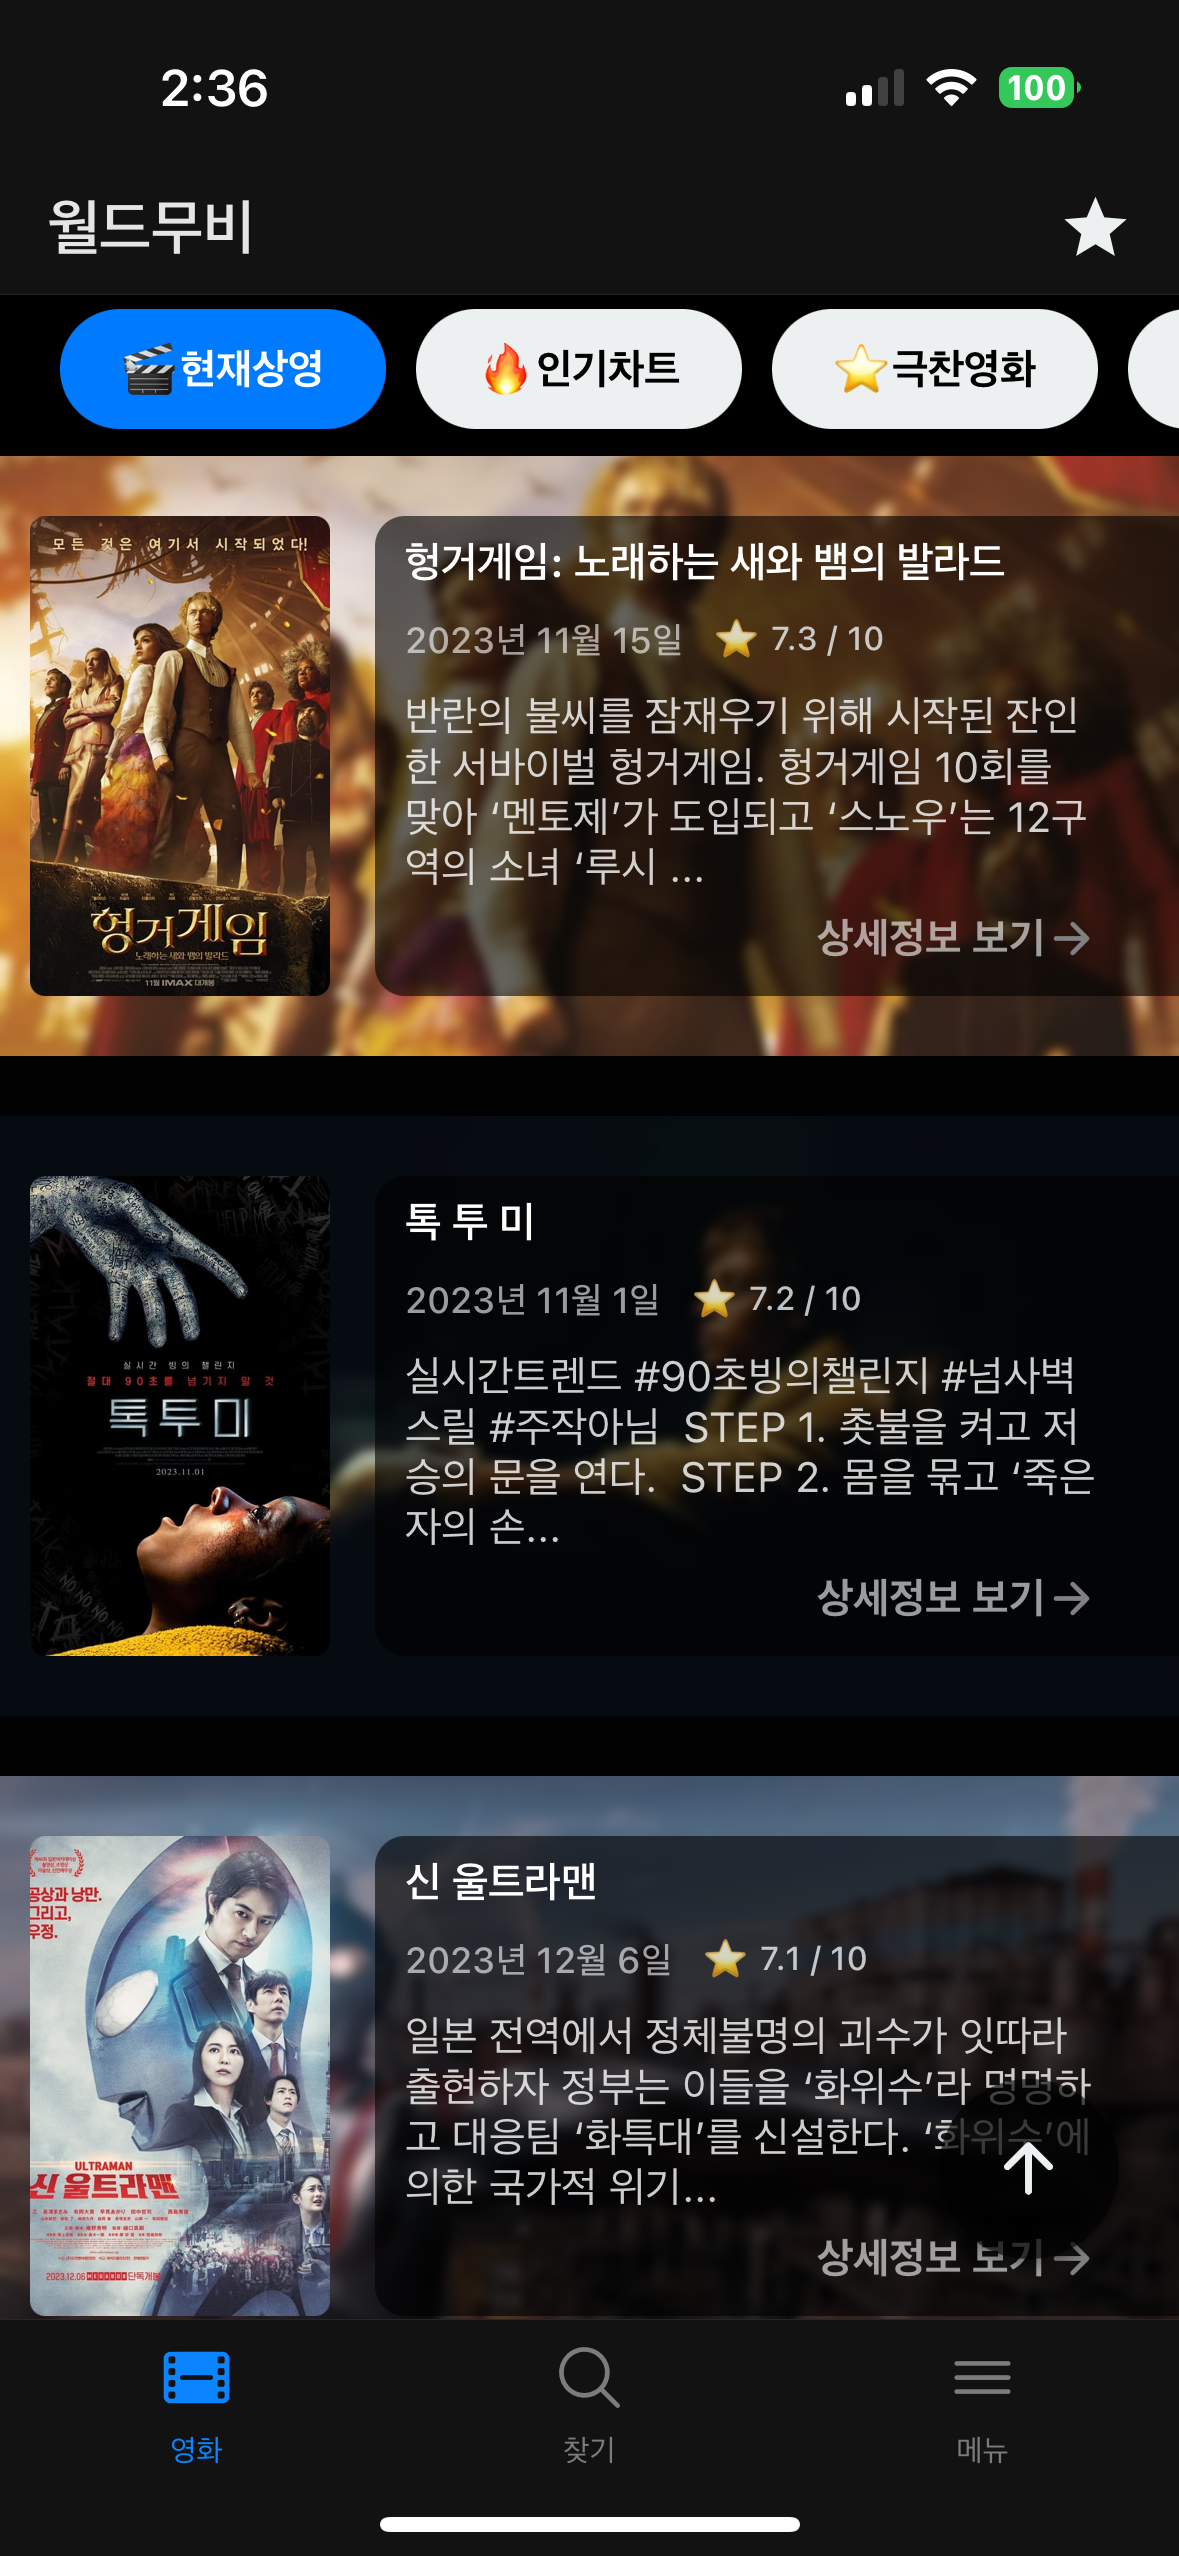 2:36
100
월드무비
🎬현재상영
🔥인기차트
⭐극찬영화
모든 것은 여기서 시작되었다!
헝거게임
노래하는 새와 뱀의 발라드
11월 IMAX 대개봉
헝거게임: 노래하는 새와 뱀의 발라드
2023년 11월 15일 ⭐ 7.3 / 10
반란의 불씨를 잠재우기 위해 시작된 잔인
한 서바이벌 헝거게임. 헝거게임 10회를
맞아 ‘멘토제’가 도입되고 ‘스노우’는 12구
역의 소녀 ‘루시 ...
상세정보 보기→
실시간 빙의 챌린지
절대 90초를 넘기지 말 것
톡투미
2023.11.01
톡 투 미
2023년 11월 1일 ⭐ 7.2 / 10
실시간트렌드 #90초빙의챌린지 #넘사벽
스릴 #주작아님  STEP 1. 촛불을 켜고 저
승의 문을 연다.  STEP 2. 몸을 묶고 ‘죽은
자의 손...
상세정보 보기→
공상과 낭만.
그리고,
우정.
ULTRAMAN
신 울트라맨
2023.12.06 MEGABOX 단독개봉
신 울트라맨
2023년 12월 6일 ⭐ 7.1 / 10
일본 전역에서 정체불명의 괴수가 잇따라
출현하자 정부는 이들을 ‘화위수’라 명명하
고 대응팀 ‘화특대’를 신설한다. ‘화위수’에
의한 국가적 위기...
상세정보 보기→
영화
찾기
메뉴